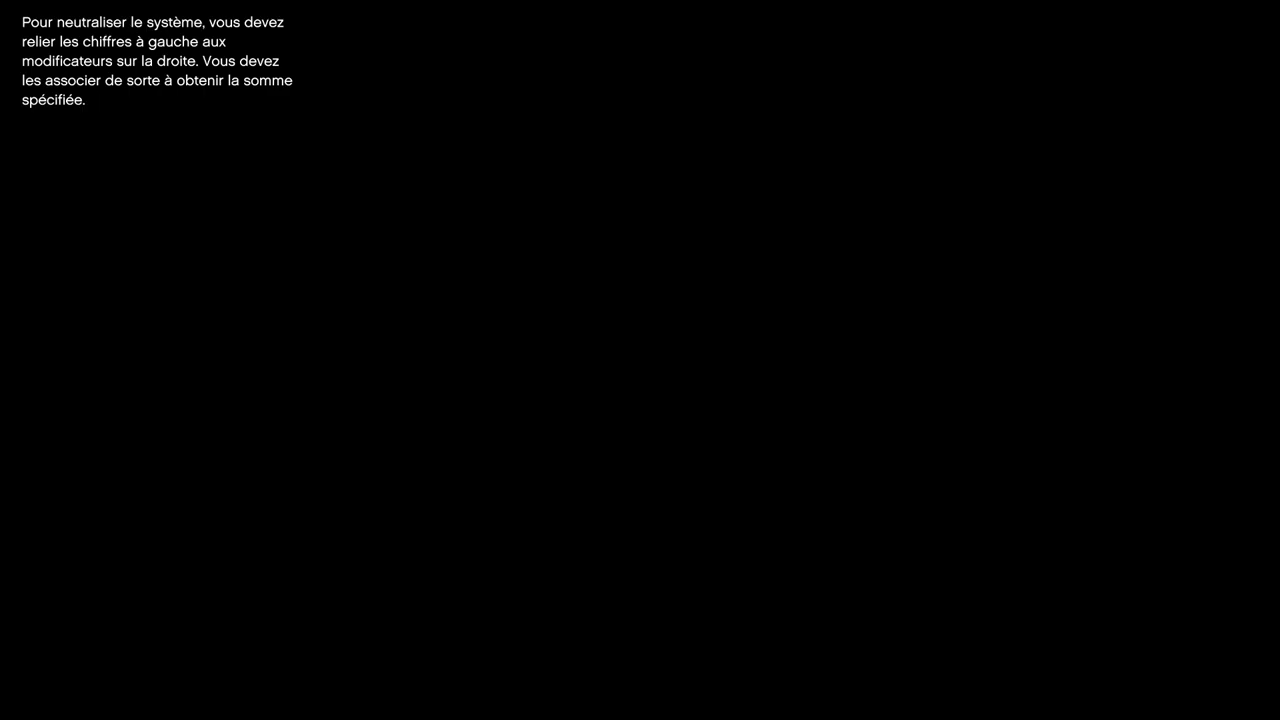 Pour neutraliser le système, vous devez
relier les chiffres à gauche aux
modificateurs sur la droite. Vous devez
les associer de sorte à obtenir la somme
spécifiée.